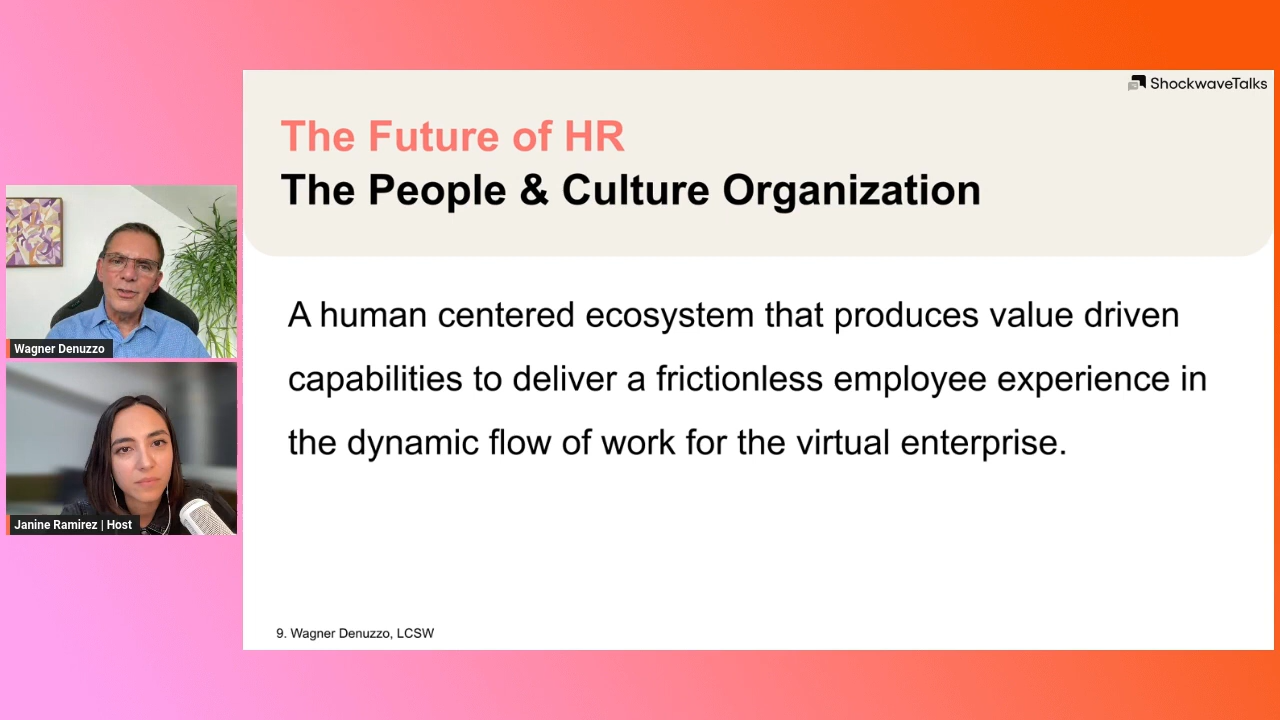 ShockwaveTalks
The Future of HR
The People & Culture Organization
A human centered ecosystem that produces value driven
capabilities to deliver a frictionless employee experience in
the dynamic flow of work for the virtual enterprise.
9. Wagner Denuzzo, LCSW
Wagner Denuzzo
Janine Ramirez | Host